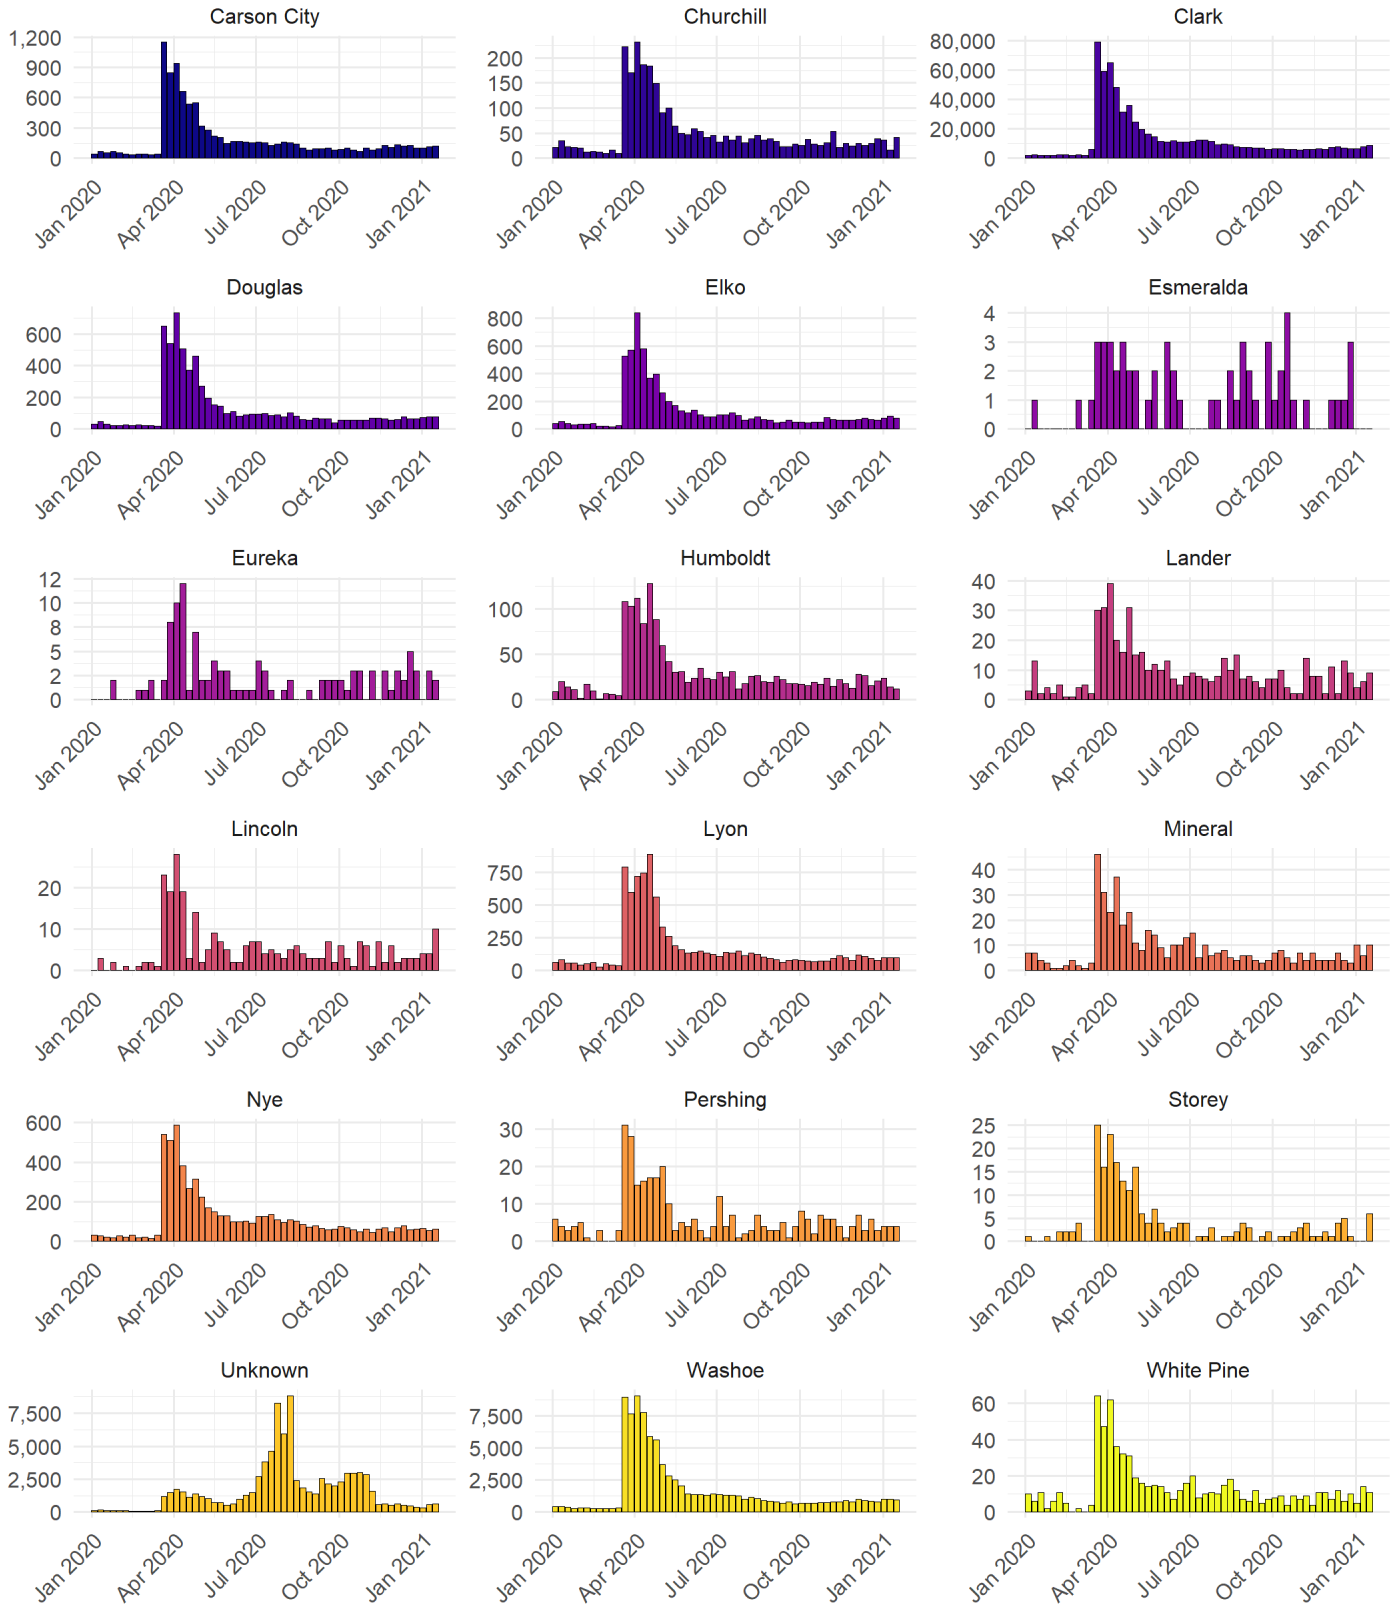 Carson City
1,200
900
600
300
0
Jan 2020
Apr 2020
Jul 2020
Oct 2020
Jan 2021
Churchill
200
150
100
50
0
Jan 2020
Apr 2020
Jul 2020
Oct 2020
Jan 2021
Clark
80,000
60,000
40,000
20,000
0
Jan 2020
Apr 2020
Jul 2020
Oct 2020
Jan 2021
Douglas
600
400
200
0
Jan 2020
Apr 2020
Jul 2020
Oct 2020
Jan 2021
Elko
800
600
400
200
0
Jan 2020
Apr 2020
Jul 2020
Oct 2020
Jan 2021
Esmeralda
4
3
2
1
0
Jan 2020
Apr 2020
Jul 2020
Oct 2020
Jan 2021
Eureka
12
10
8
5
2
0
Jan 2020
Apr 2020
Jul 2020
Oct 2020
Jan 2021
Humboldt
100
50
0
Jan 2020
Apr 2020
Jul 2020
Oct 2020
Jan 2021
Lander
40
30
20
10
0
Jan 2020
Apr 2020
Jul 2020
Oct 2020
Jan 2021
Lincoln
20
10
0
Jan 2020
Apr 2020
Jul 2020
Oct 2020
Jan 2021
Lyon
750
500
250
0
Jan 2020
Apr 2020
Jul 2020
Oct 2020
Jan 2021
Mineral
40
30
20
10
0
Jan 2020
Apr 2020
Jul 2020
Oct 2020
Jan 2021
Nye
600
400
200
0
Jan 2020
Apr 2020
Jul 2020
Oct 2020
Jan 2021
Pershing
30
20
10
0
Jan 2020
Apr 2020
Jul 2020
Oct 2020
Jan 2021
Storey
25
20
15
10
5
0
Jan 2020
Apr 2020
Jul 2020
Oct 2020
Jan 2021
Unknown
7,500
5,000
2,500
0
Jan 2020
Apr 2020
Jul 2020
Oct 2020
Jan 2021
Washoe
7,500
5,000
2,500
0
Jan 2020
Apr 2020
Jul 2020
Oct 2020
Jan 2021
White Pine
60
40
20
0
Jan 2020
Apr 2020
Jul 2020
Oct 2020
Jan 2021